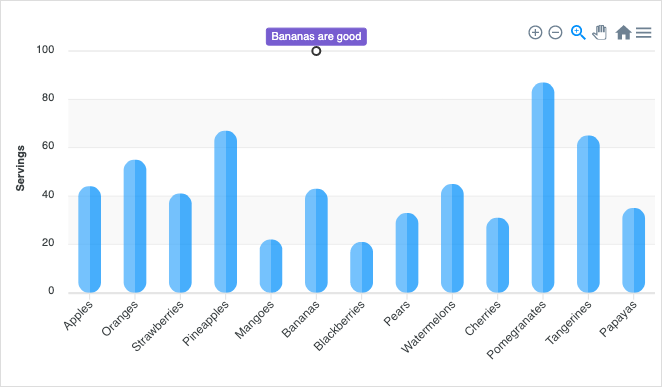 Bananas are good
100
80
60
40
20
0
Servings
Apples
Oranges
Strawberries
Pineapples
Mangoes
Bananas
Blackberries
Pears
Watermelons
Cherries
Pomegranates
Tangerines
Papayas